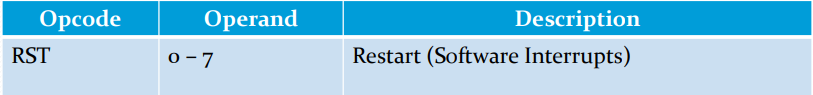 Opcode Operand Description
RST 0 – 7 Restart (Software Interrupts)